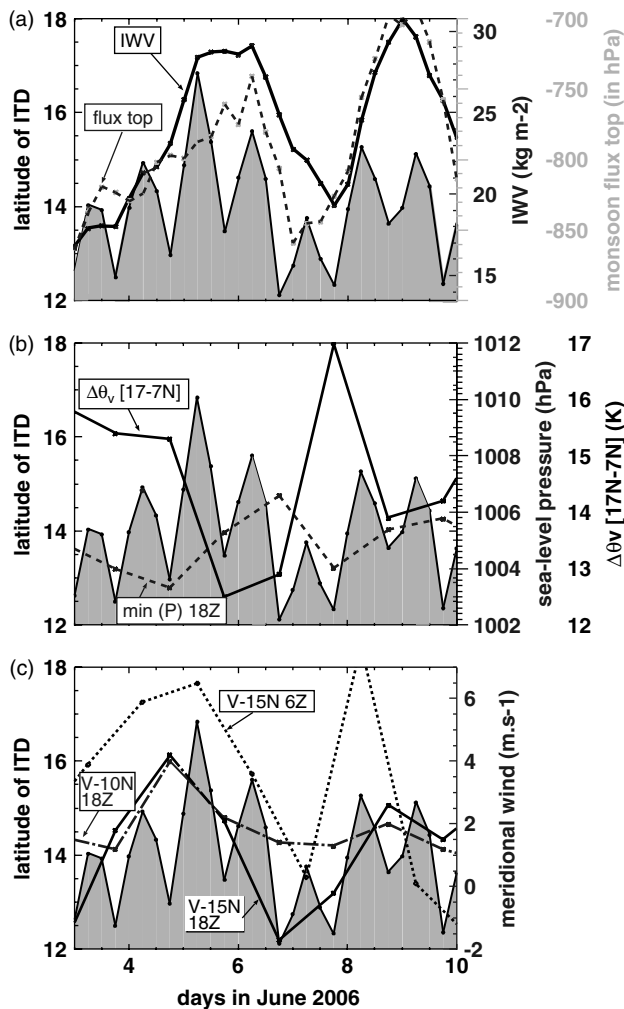 (a)
18
16
14
12
latitude of ITD
IWV
flux top
30
25
20
15
IWV (kg m-2)
-700
-750
-800
-850
-900
monsoon flux top (in hPa)
(b)
18
16
14
12
latitude of ITD
Δθv [17-7N]
min (P) 18Z
1012
1010
1008
1006
1004
1002
sea-level pressure (hPa)
17
16
15
14
13
12
Δθv [17N-7N] (K)
(c)
18
16
14
12
latitude of ITD
V-15N 6Z
V-10N
18Z
V-15N
18Z
6
4
2
0
-2
meridional wind (m.s-1)
4 6 8 10
days in June 2006